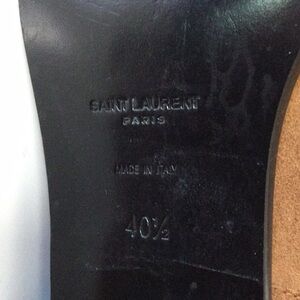 SAINT LAURENT
PARIS
MADE IN ITALY
40½